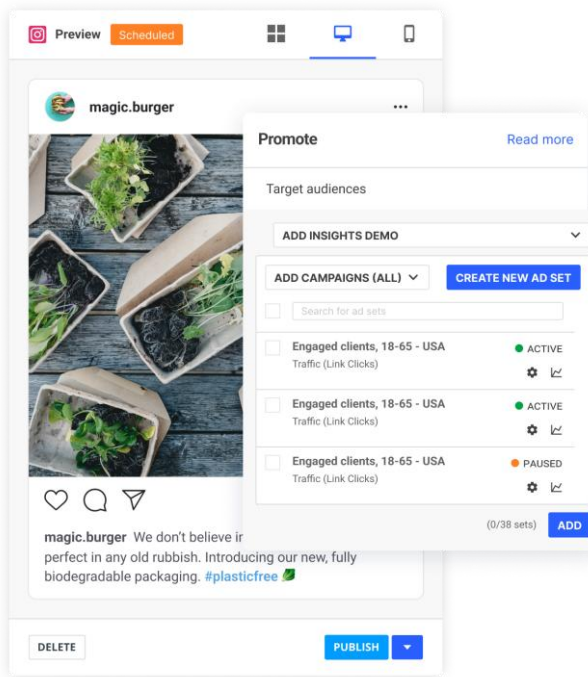 Preview
Scheduled
magic.burger
Promote
Read more
Target audiences
ADD INSIGHTS DEMO
ADD CAMPAIGNS (ALL)
CREATE NEW AD SET
Search for ad sets
Engaged clients, 18-65 - USA
ACTIVE
Traffic (Link Clicks)
Engaged clients, 18-65 - USA
ACTIVE
Traffic (Link Clicks)
Engaged clients, 18-65 - USA
PAUSED
Traffic (Link Clicks)
(0/38 sets)
ADD
magic.burger We don't believe
perfect in any old rubbish. Introducing our new, fully
biodegradable packaging. #plasticfree
DELETE
PUBLISH